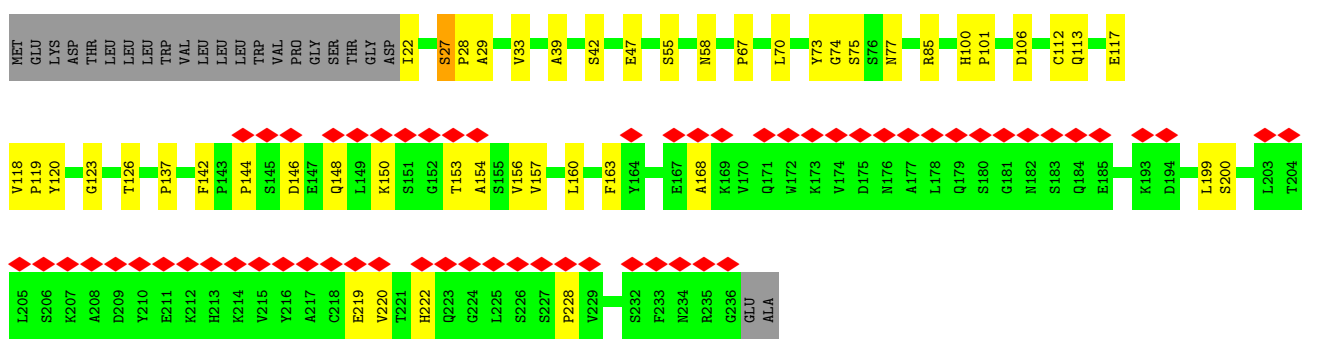 MET GLU LYS ASP THR LEU LEU LEU TRP VAL LEU LEU LEU TRP VAL PRO GLY SER THR GLY ASP I22 S27 P28 A29 V33 A39 S42 E47 S55 N58 P67 L70 Y73 G74 S75 S76 N77 R85 H100 P101 D106 C112 Q113 E117
V118 P119 Y120 G123 T126 P137 F142 P143 P144 S145 D146 E147 Q148 L149 K150 S151 G152 T153 A154 S155 V156 V157 L160 F163 Y164 E167 A168 K169 V170 Q171 W172 K173 V174 D175 N176 A177 L178 Q179 S180 G181 N182 S183 Q184 E185 K193 D194 L199 S200 L203 T204
L205 S206 K207 A208 D209 Y210 E211 K212 H213 K214 V215 Y216 A217 C218 E219 V220 T221 H222 Q223 G224 L225 S226 S227 P228 V229 S232 F233 N234 R235 G236 GLU ALA